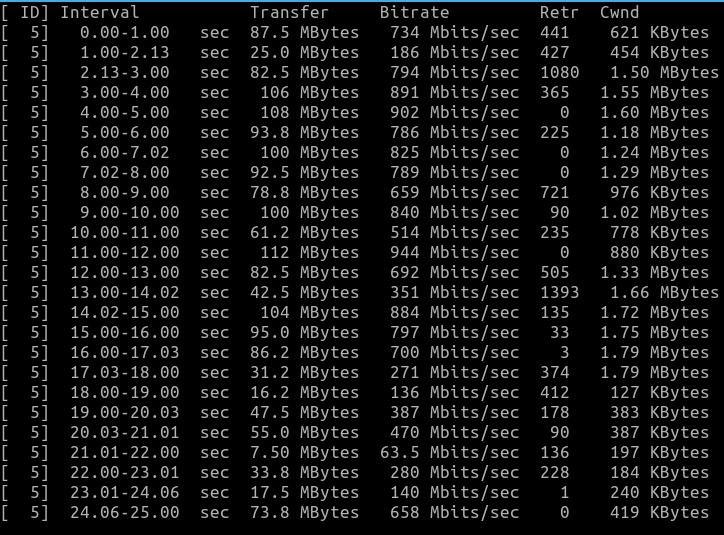 [ ID] Interval           Transfer     Bitrate         Retr  Cwnd
[  5]   0.00-1.00   sec  87.5 MBytes   734 Mbits/sec  441    621 KBytes
[  5]   1.00-2.13   sec  25.0 MBytes   186 Mbits/sec  427    454 KBytes
[  5]   2.13-3.00   sec  82.5 MBytes   794 Mbits/sec  1080   1.50 MBytes
[  5]   3.00-4.00   sec   106 MBytes   891 Mbits/sec  365   1.55 MBytes
[  5]   4.00-5.00   sec   108 MBytes   902 Mbits/sec    0   1.60 MBytes
[  5]   5.00-6.00   sec  93.8 MBytes   786 Mbits/sec  225   1.18 MBytes
[  5]   6.00-7.02   sec   100 MBytes   825 Mbits/sec    0   1.24 MBytes
[  5]   7.02-8.00   sec  92.5 MBytes   789 Mbits/sec    0   1.29 MBytes
[  5]   8.00-9.00   sec  78.8 MBytes   659 Mbits/sec  721    976 KBytes
[  5]   9.00-10.00  sec   100 MBytes   840 Mbits/sec   90   1.02 MBytes
[  5]  10.00-11.00  sec  61.2 MBytes   514 Mbits/sec  235    778 KBytes
[  5]  11.00-12.00  sec   112 MBytes   944 Mbits/sec    0    880 KBytes
[  5]  12.00-13.00  sec  82.5 MBytes   692 Mbits/sec  505   1.33 MBytes
[  5]  13.00-14.02  sec  42.5 MBytes   351 Mbits/sec  1393   1.66 MBytes
[  5]  14.02-15.00  sec   104 MBytes   884 Mbits/sec  135   1.72 MBytes
[  5]  15.00-16.00  sec  95.0 MBytes   797 Mbits/sec   33   1.75 MBytes
[  5]  16.00-17.03  sec  86.2 MBytes   700 Mbits/sec    3   1.79 MBytes
[  5]  17.03-18.00  sec  31.2 MBytes   271 Mbits/sec  374   1.79 MBytes
[  5]  18.00-19.00  sec  16.2 MBytes   136 Mbits/sec  412    127 KBytes
[  5]  19.00-20.03  sec  47.5 MBytes   387 Mbits/sec  178    383 KBytes
[  5]  20.03-21.01  sec  55.0 MBytes   470 Mbits/sec   90    387 KBytes
[  5]  21.01-22.00  sec  7.50 MBytes  63.5 Mbits/sec  136    197 KBytes
[  5]  22.00-23.01  sec  33.8 MBytes   280 Mbits/sec  228    184 KBytes
[  5]  23.01-24.06  sec  17.5 MBytes   140 Mbits/sec    1    240 KBytes
[  5]  24.06-25.00  sec  73.8 MBytes   658 Mbits/sec    0    419 KBytes